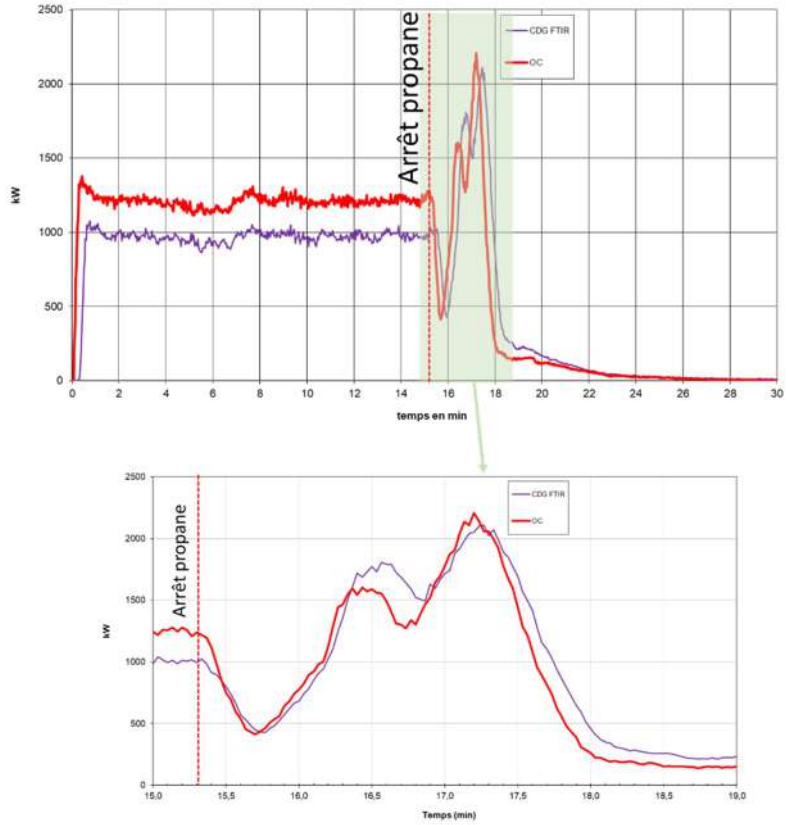 2500
2000
1500
1000
500
0
kW
Arrêt propane
CDG FTIR
OC
0 2 4 6 8 10 12 14 16 18 20 22 24 26 28 30
temps en min
2500
2000
1500
1000
500
0
kW
Arrêt propane
CDG FTIR
OC
15,0 15,5 16,0 16,5 17,0 17,5 18,0 18,5 19,0
Temps (min)